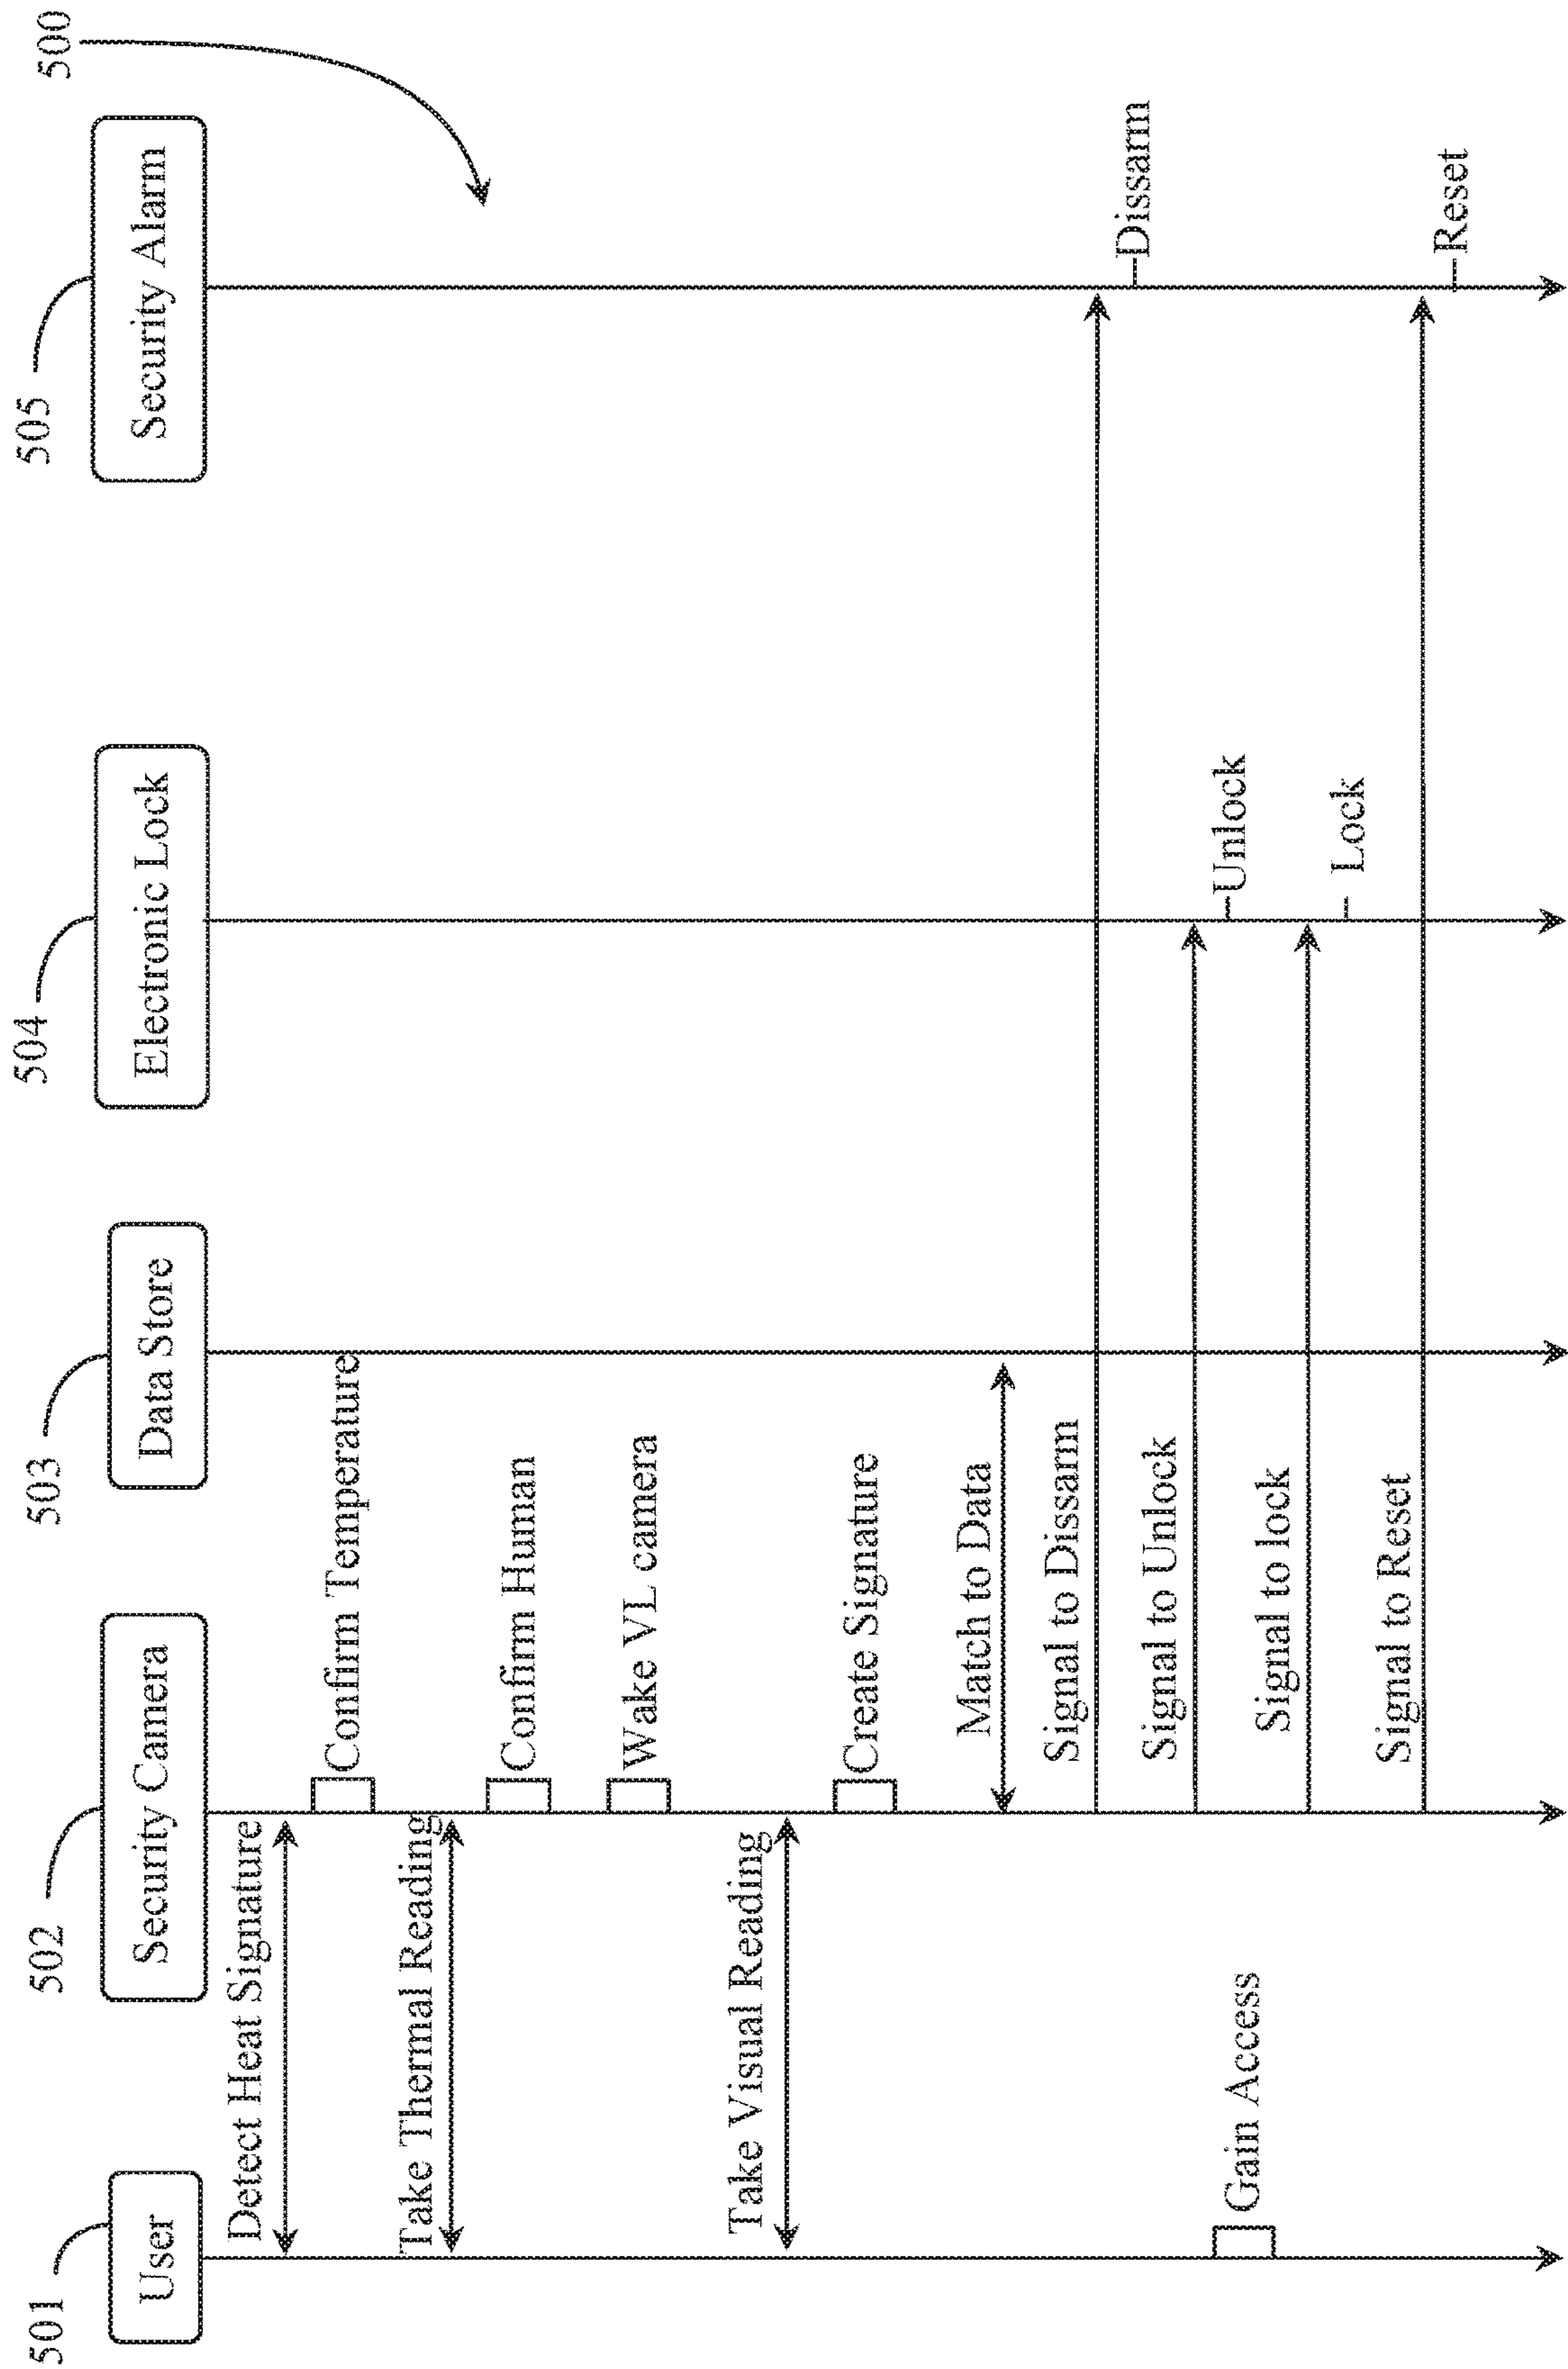 500
501
502
503
504
505
User
Security Camera
Data Store
Electronic Lock
Security Alarm
Detect Heat Signature
Confirm Temperature
Take Thermal Reading
Confirm Human
Wake VL camera
Take Visual Reading
Create Signature
Match to Data
Signal to Dissarm
Dissarm
Signal to Unlock
Unlock
Gain Access
Signal to lock
Lock
Signal to Reset
Reset